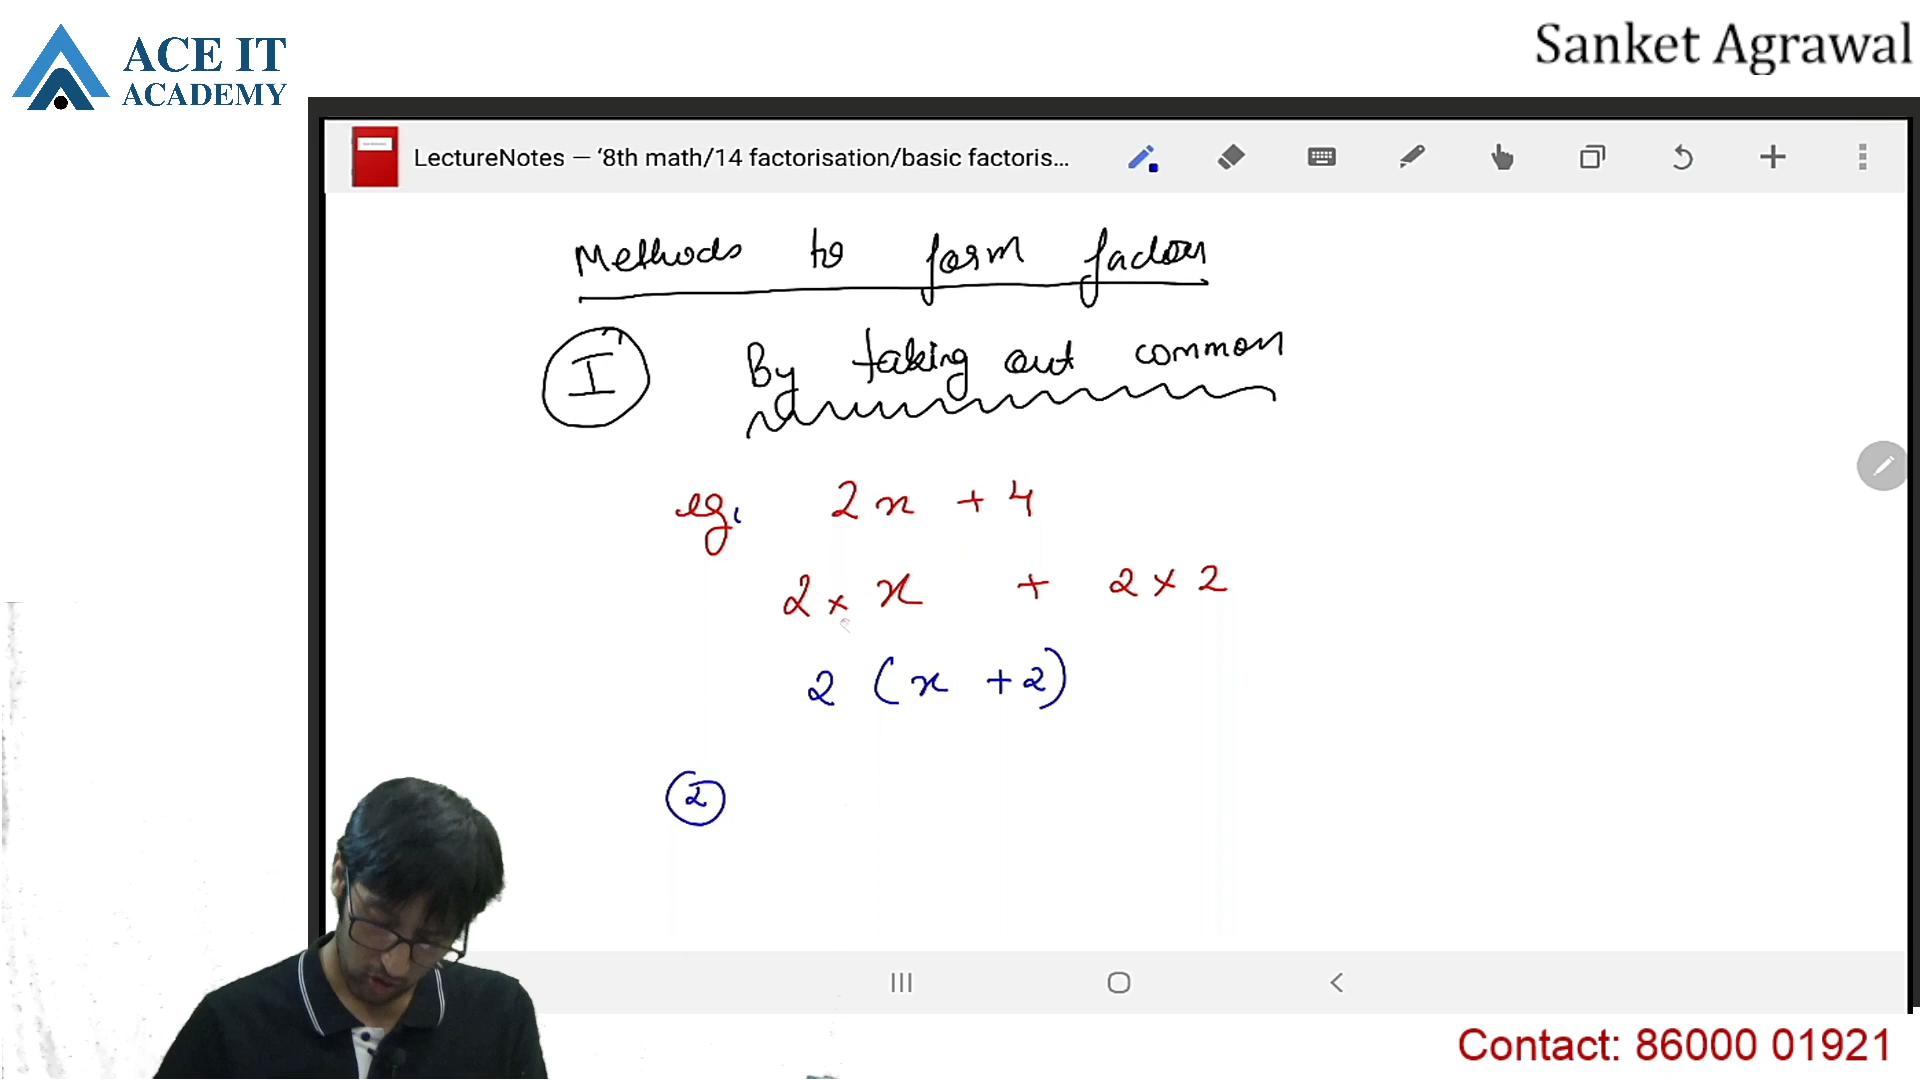 ACE IT
ACADEMY
Sanket Agrawal
LectureNotes — ‘8th math/14 factorisation/basic factoris...
Methods to form factors
I By taking out common
eg. 2x + 4
2 × x + 2 × 2
2 (x + 2)
2
Contact: 86000 01921